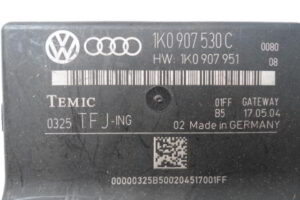 1K0 907 530 C 0080
HW: 1K0 907 951 08
TEMIC 01FF GATEWAY
0325 TFJ-ING B5 17.05.04
02 Made in GERMANY
00000325B500204517001FF